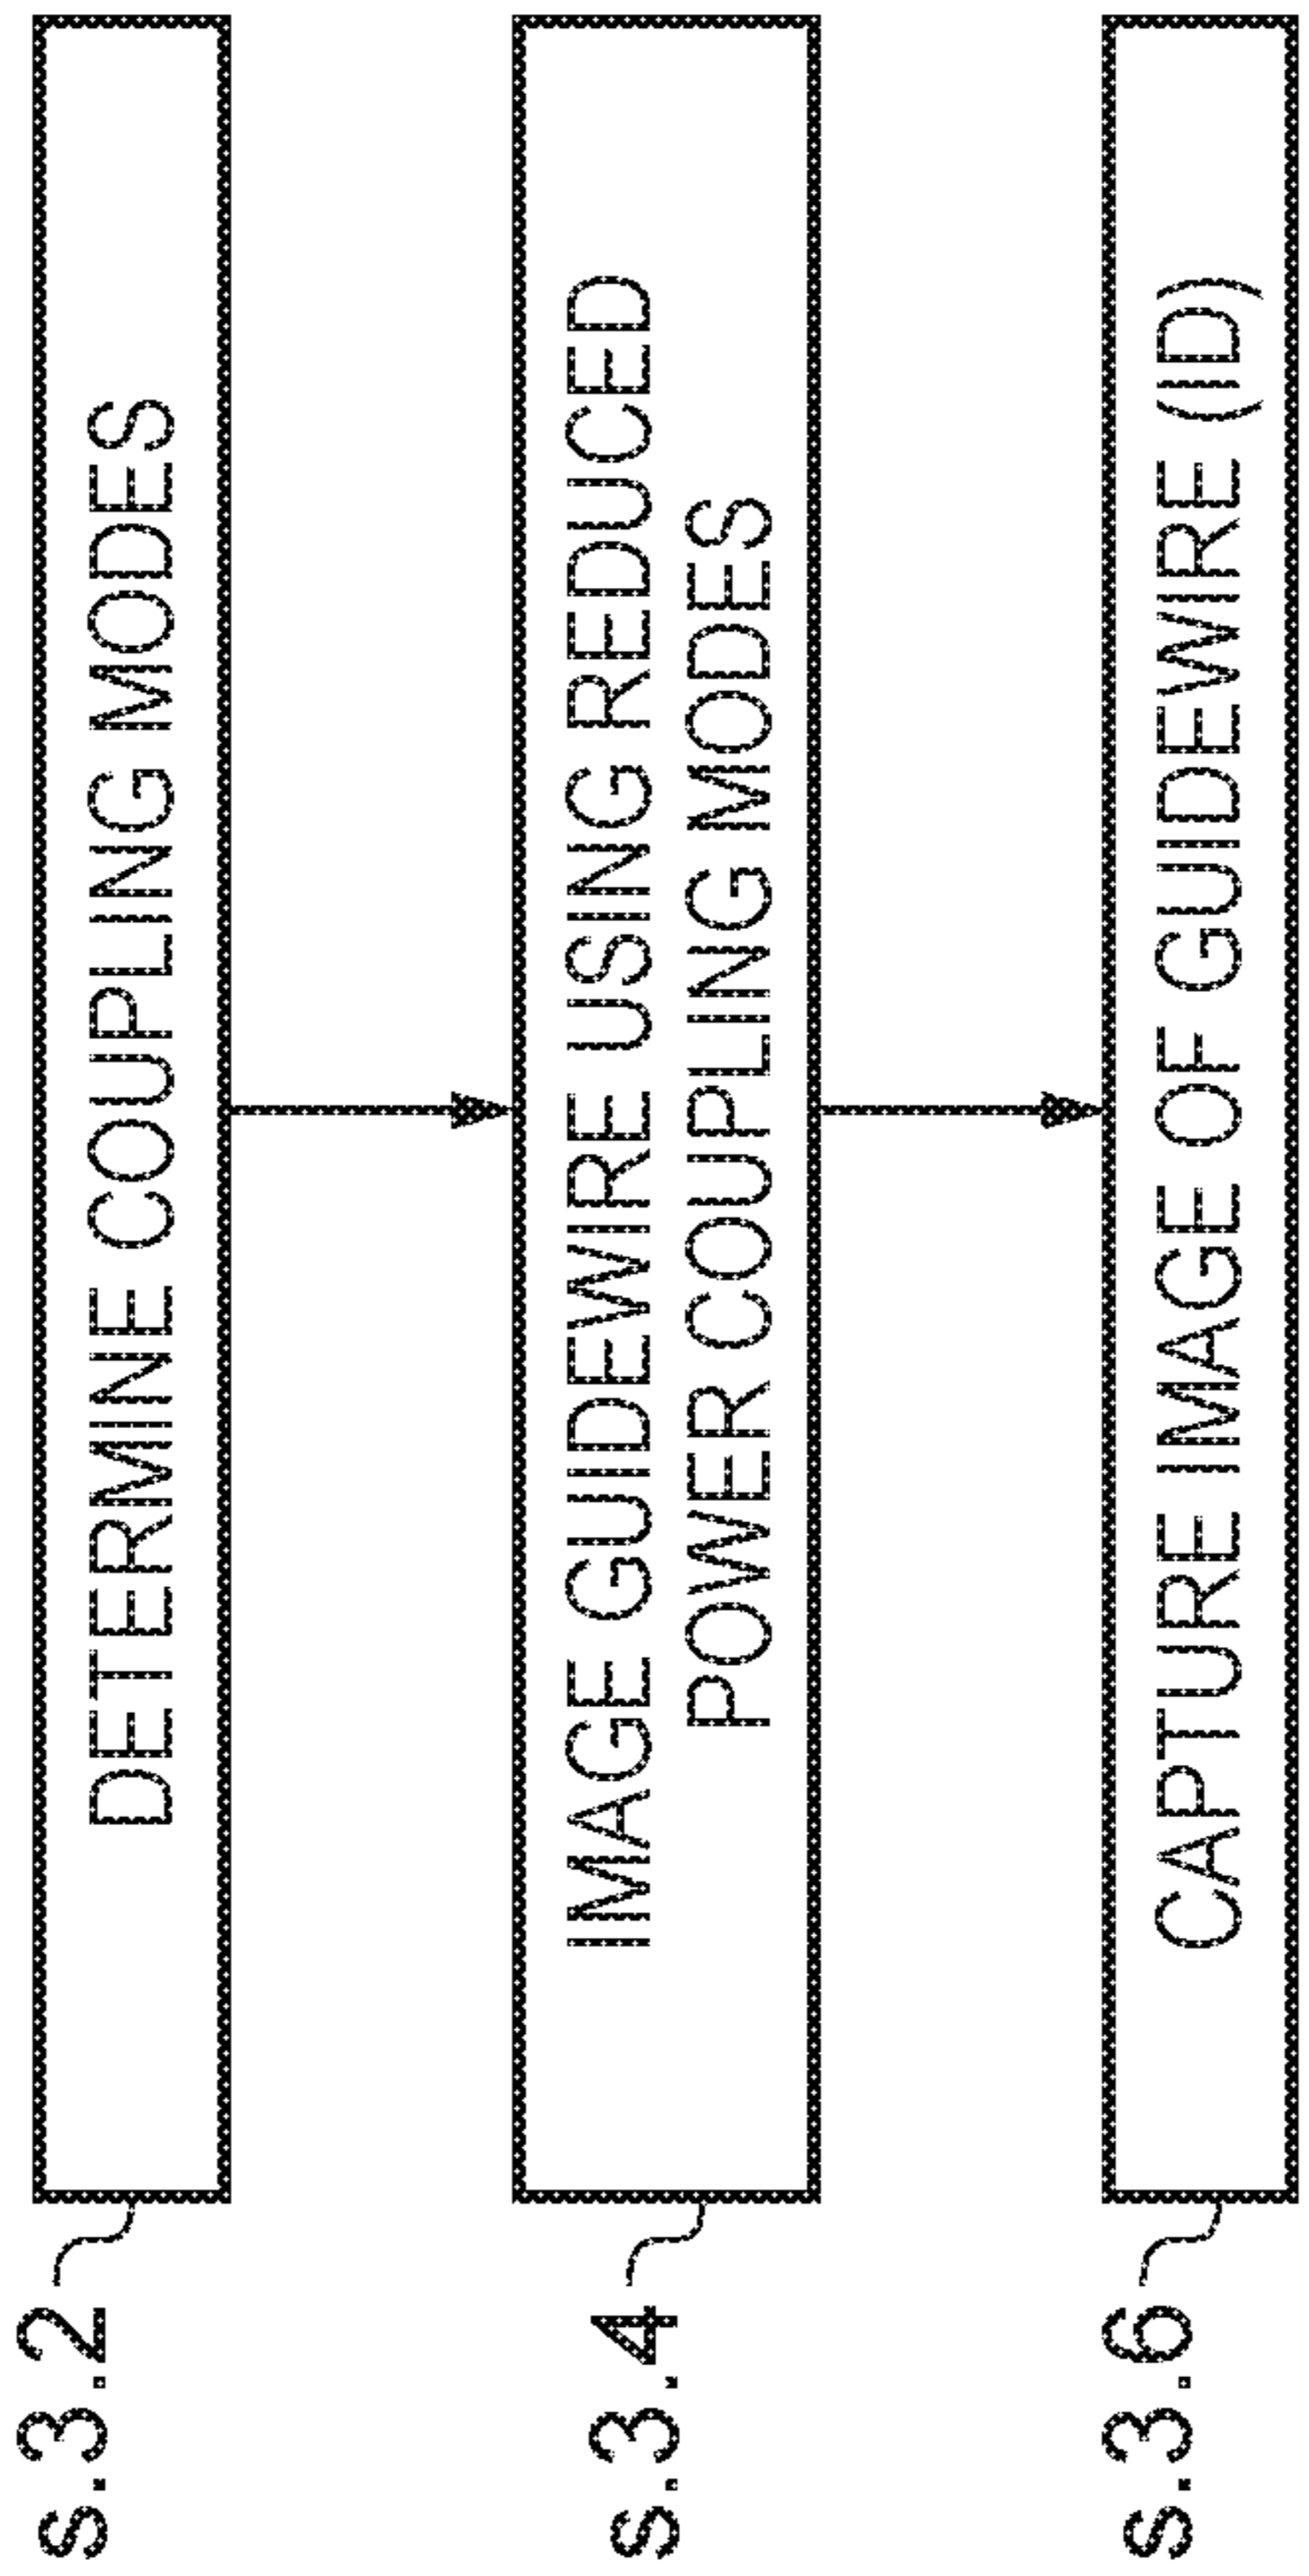 s.3.2
DETERMINE COUPLING MODES
s.3.4
IMAGE GUIDEWIRE USING REDUCED
POWER COUPLING MODES
s.3.6
CAPTURE IMAGE OF GUIDEWIRE (ID)